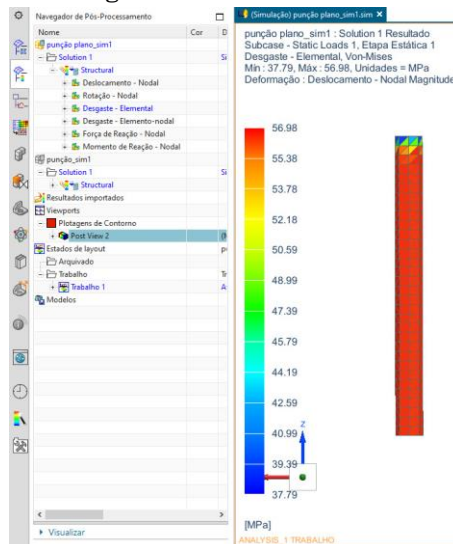 Navegador de Pós-Processamento
Nome Cor D
punção plano_sim1
Solution 1 Si
Structural
Deslocamento - Nodal
Rotação - Nodal
Desgaste - Elemental
Desgaste - Elemento-nodal
Força de Reação - Nodal
Momento de Reação - Nodal
punção_sim1
Solution 1 Si
Structural
Resultados importados
Viewports
Plotagens de Contorno
Post View 2
Estados de layout
Arquivado
Trabalho Tr
Trabalho 1 A
Modelos
Visualizar
(Simulação) punção plano_sim1.sim
punção plano_sim1 : Solution 1 Resultado
Subcase - Static Loads 1, Etapa Estática 1
Desgaste - Elemental, Von-Mises
Min : 37.79, Máx : 56.98, Unidades = MPa
Deformação : Deslocamento - Nodal Magnitude
56.98
55.38
53.78
52.18
50.59
48.99
47.39
45.79
44.19
42.59
40.99
Z
39.39
37.79
[MPa]
ANALYSIS 1 TRABALHO